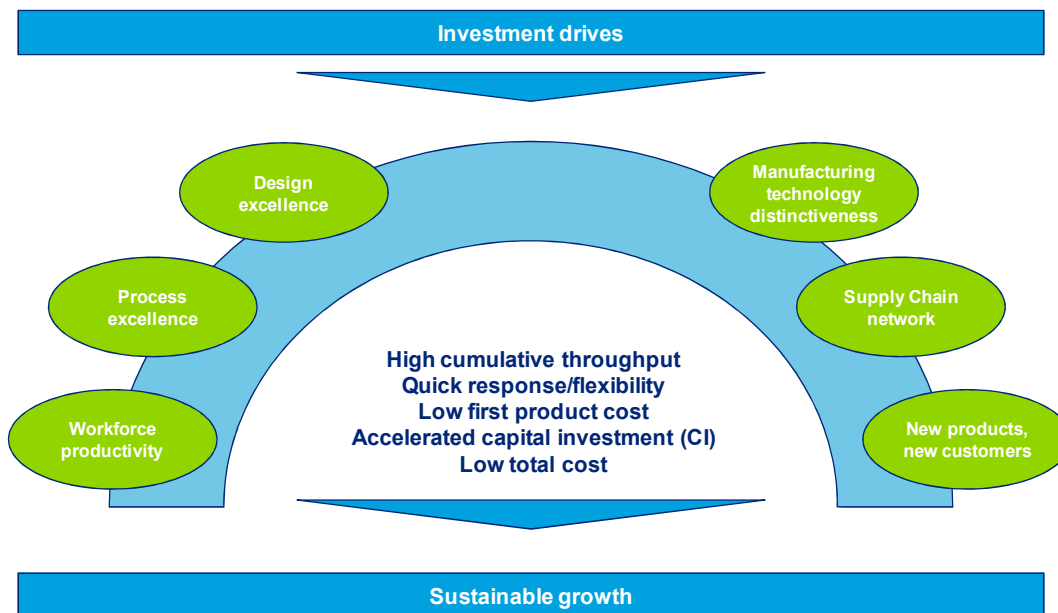 Investment drives
Design
excellence
Manufacturing
technology
distinctiveness
Process
excellence
Supply Chain
network
High cumulative throughput
Quick response/flexibility
Low first product cost
Accelerated capital investment (CI)
Low total cost
Workforce
productivity
New products,
new customers
Sustainable growth